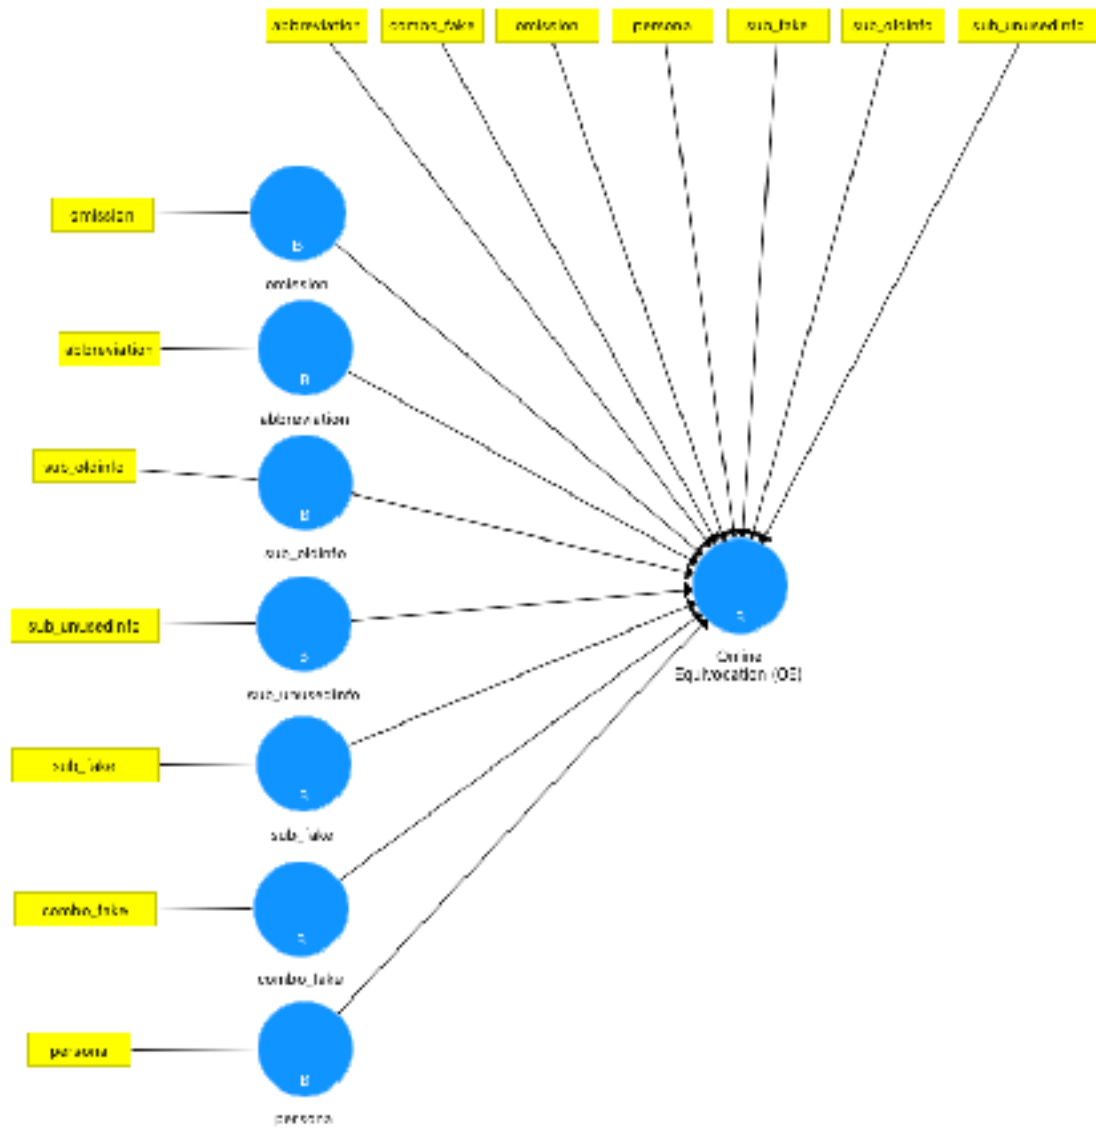 abbreviation combo_fake omission persona sub_fake sub_oldinfo sub_unusedinfo
omission
B
omission
abbreviation
B
abbreviation
sub_oldinfo
B
sub_oldinfo
sub_unusedinfo
sub_unusedinfo
Online
Equivocation (OE)
sub_fake
sub_fake
combo_fake
combo_fake
persona
B
persona